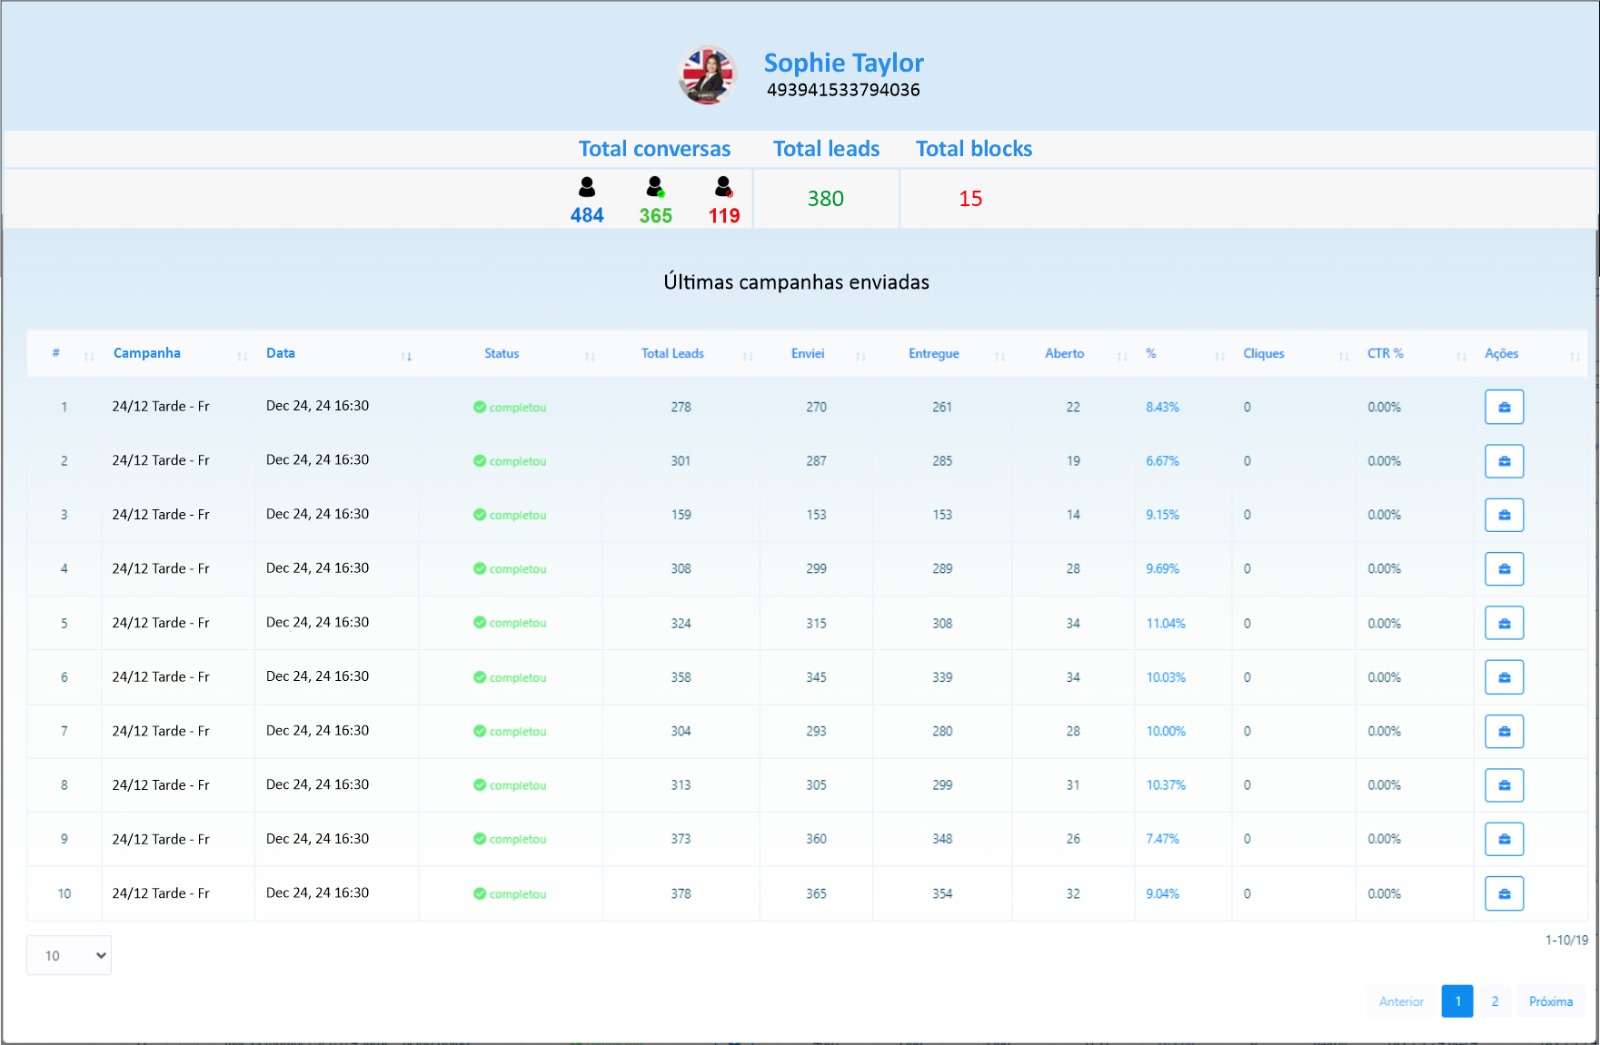 Sophie Taylor
493941533794036
Total conversas Total leads Total blocks
484 365 119 380 15
Últimas campanhas enviadas
# Campanha Data Status Total Leads Enviei Entregue Aberto % Cliques CTR % Ações
1 24/12 Tarde - Fr Dec 24, 24 16:30 completou 278 270 261 22 8.43% 0 0.00%
2 24/12 Tarde - Fr Dec 24, 24 16:30 completou 301 287 285 19 6.67% 0 0.00%
3 24/12 Tarde - Fr Dec 24, 24 16:30 completou 159 153 153 14 9.15% 0 0.00%
4 24/12 Tarde - Fr Dec 24, 24 16:30 completou 308 299 289 28 9.69% 0 0.00%
5 24/12 Tarde - Fr Dec 24, 24 16:30 completou 324 315 308 34 11.04% 0 0.00%
6 24/12 Tarde - Fr Dec 24, 24 16:30 completou 358 345 339 34 10.03% 0 0.00%
7 24/12 Tarde - Fr Dec 24, 24 16:30 completou 304 293 280 28 10.00% 0 0.00%
8 24/12 Tarde - Fr Dec 24, 24 16:30 completou 313 305 299 31 10.37% 0 0.00%
9 24/12 Tarde - Fr Dec 24, 24 16:30 completou 373 360 348 26 7.47% 0 0.00%
10 24/12 Tarde - Fr Dec 24, 24 16:30 completou 378 365 354 32 9.04% 0 0.00%
1-10/19
10
Anterior 1 2 Próxima